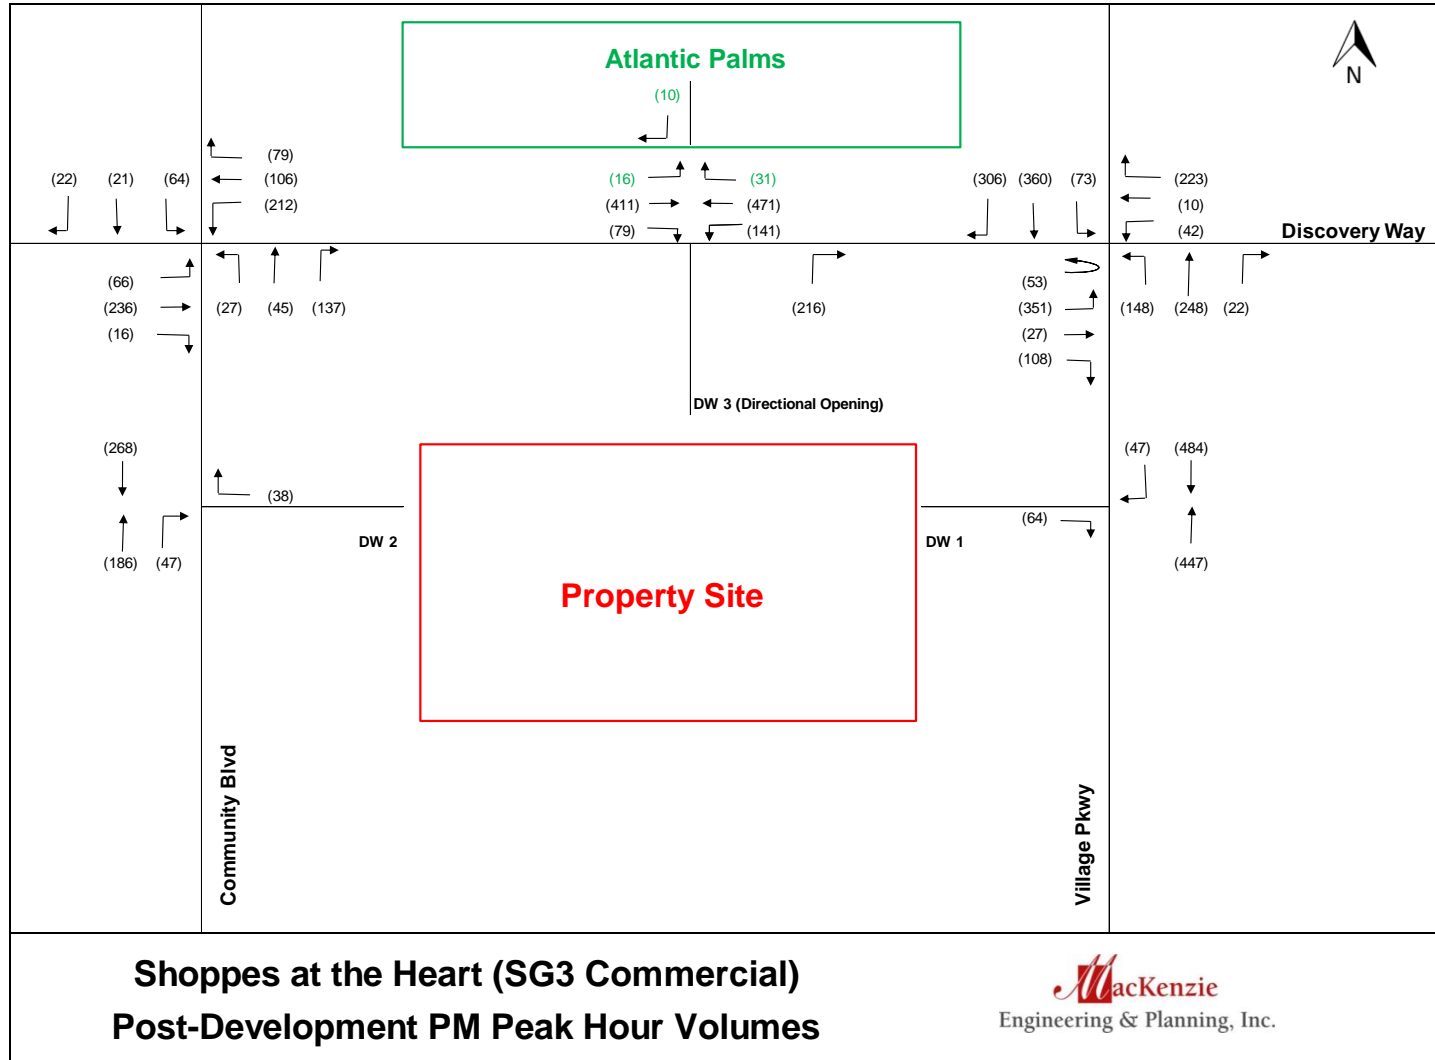 Atlantic Palms
N
(10)
(79)
(22) (21) (64) (106) (16) (31) (306) (360) (73) (223)
(212) (411) (471) (10)
(79) (141) (42) Discovery Way
(66) (53)
(236) (27) (45) (137) (216) (351) (148) (248) (22)
(16) (27)
(108)
DW 3 (Directional Opening)
(268) (47) (484)
(38)
(64)
DW 2 DW 1
(186) (47) (447)
Property Site
Community Blvd
Village Pkwy
Shoppes at the Heart (SG3 Commercial)
Post-Development PM Peak Hour Volumes
MacKenzie
Engineering & Planning, Inc.